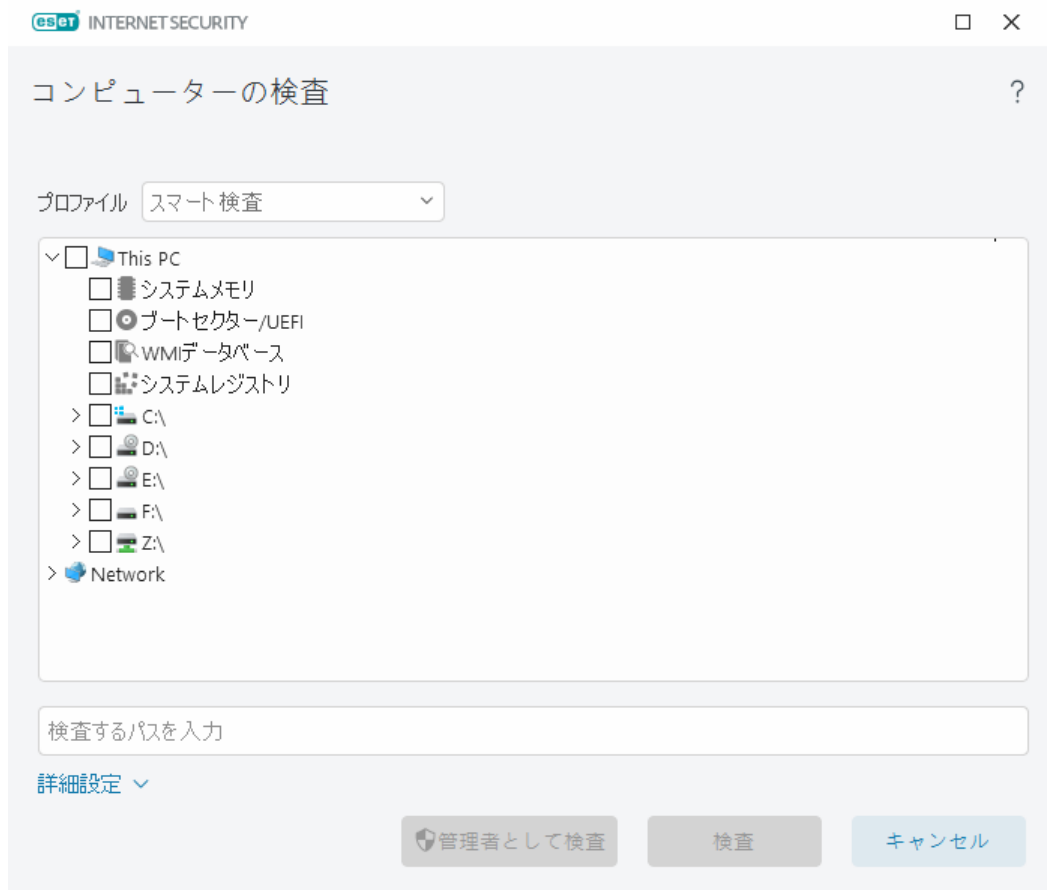 eset INTERNET SECURITY
コンピューターの検査
?
プロファイル スマート検査
This PC
システムメモリ
ブートセクター/UEFI
WMIデータベース
システムレジストリ
C:\
D:\
E:\
F:\
Z:\
Network
検査するパスを入力
詳細設定
管理者として検査 検査 キャンセル